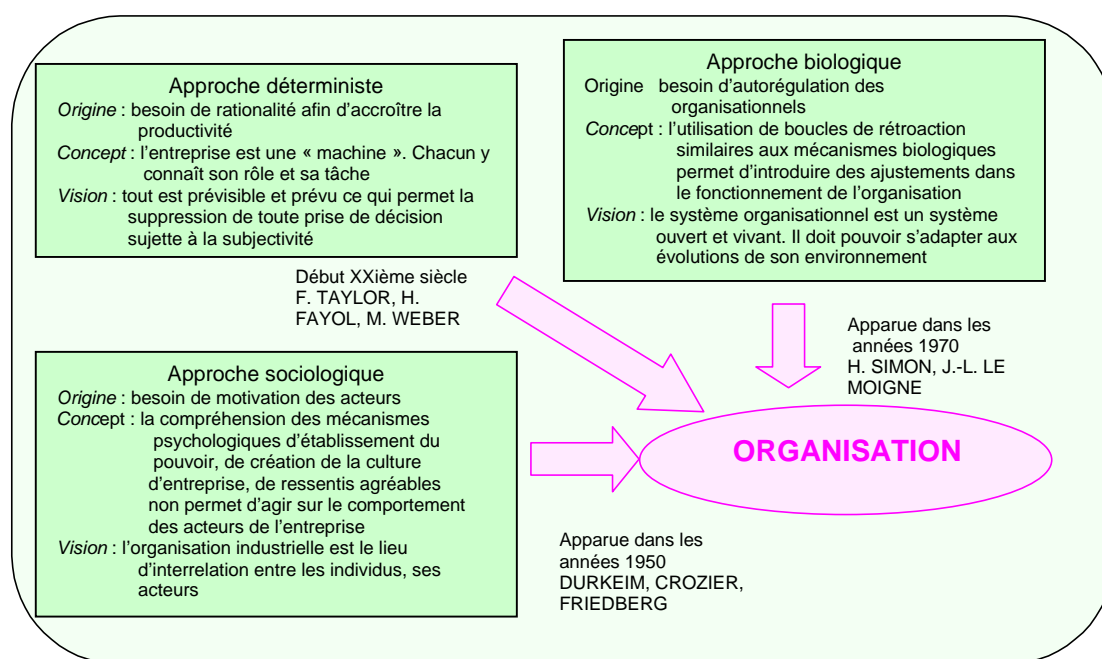 Approche déterministe
Origine : besoin de rationalité afin d'accroître la
productivité
Concept : l'entreprise est une « machine ». Chacun y
connaît son rôle et sa tâche
Vision : tout est prévisible et prévu ce qui permet la
suppression de toute prise de décision
sujette à la subjectivité
Début XXième siècle
F. TAYLOR, H.
FAYOL, M. WEBER
Approche biologique
Origine besoin d'autorégulation des
organisationnels
Concept : l'utilisation de boucles de rétroaction
similaires aux mécanismes biologiques
permet d'introduire des ajustements dans
le fonctionnement de l'organisation
Vision : le système organisationnel est un système
ouvert et vivant. Il doit pouvoir s'adapter aux
évolutions de son environnement
Apparue dans les
années 1970
H. SIMON, J.-L. LE
MOIGNE
Approche sociologique
Origine : besoin de motivation des acteurs
Concept : la compréhension des mécanismes
psychologiques d'établissement du
pouvoir, de création de la culture
d'entreprise, de ressentis agréables
non permet d'agir sur le comportement
des acteurs de l'entreprise
Vision : l'organisation industrielle est le lieu
d'interrelation entre les individus, ses
acteurs
Apparue dans les
années 1950
DURKEIM, CROZIER,
FRIEDBERG
ORGANISATION